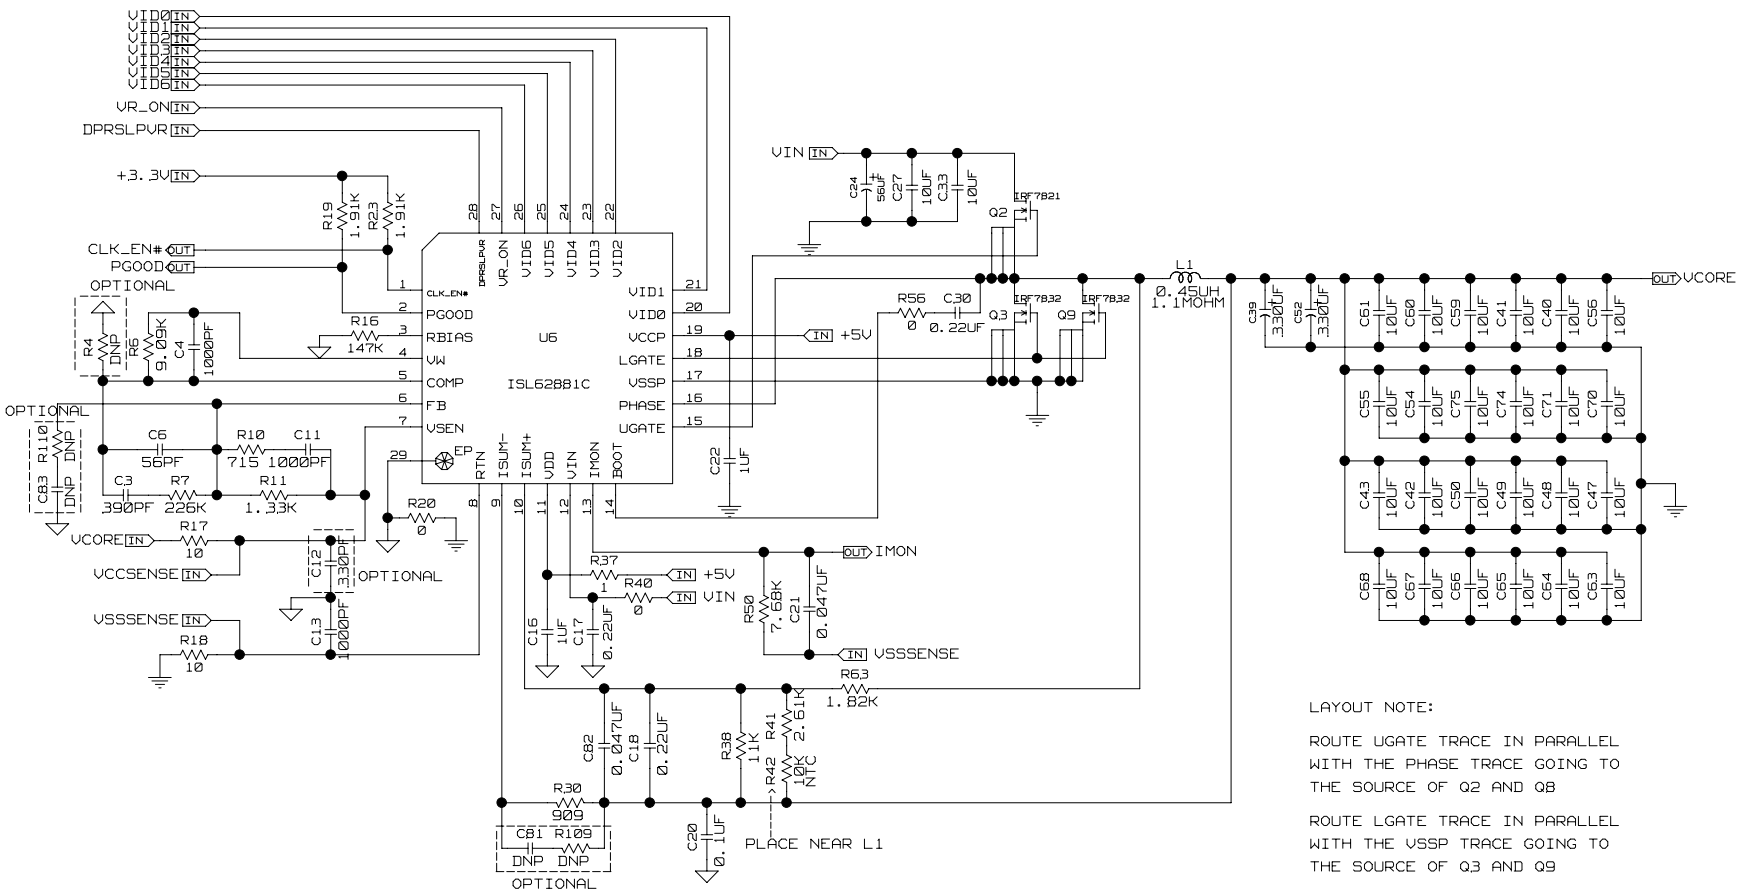 VID0 IN
VID1 IN
VID2 IN
VID3 IN
VID4 IN
VID5 IN
VID6 IN
VR_ON IN
DPRSLPVR IN
+3.3V IN
R19
1.91K
R23
1.91K
CLK_EN# OUT
PGOOD OUT
OPTIONAL
R4
DNP
R6
9.09K
C4
1000PF
R16
147K
28
27
26
25
24
23
22
DPRSLPVR
VR_ON
VID6
VID5
VID4
VID3
VID2
1
CLK_EN#
2
PGOOD
3
RBIAS
4
VW
5
COMP
6
FB
7
VSEN
29
EP
U6
ISL62881C
VID1
21
VID0
20
VCCP
19
LGATE
18
VSSP
17
PHASE
16
UGATE
15
RTN
ISUM-
ISUM+
VDD
VIN
IMON
BOOT
8
9
10
11
12
13
14
OPTIONAL
R110
DNP
C83
DNP
C6
56PF
R10
715
C11
1000PF
C3
390PF
R7
226K
R11
1.33K
R20
0
VCORE IN
R17
10
VCCSENSE IN
C12
330PF
OPTIONAL
VSSSENSE IN
C13
1000PF
R18
10
VIN IN
C24
56UF
+
C27
10UF
C33
10UF
IRF7821
Q2
R56
0
C30
0.22UF
IRF7832
Q3
IRF7832
Q9
L1
0.45UH
1.1MOHM
OUT VCORE
IN +5V
C22
1UF
C39
330UF
+
C52
330UF
+
C61
10UF
C60
10UF
C59
10UF
C41
10UF
C40
10UF
C56
10UF
C55
10UF
C54
10UF
C75
10UF
C74
10UF
C71
10UF
C70
10UF
C43
10UF
C42
10UF
C50
10UF
C49
10UF
C48
10UF
C47
10UF
C68
10UF
C67
10UF
C66
10UF
C65
10UF
C64
10UF
C63
10UF
OUT IMON
R37
1
IN +5V
R40
0
IN VIN
C16
1UF
C17
0.22UF
R50
7.68K
C21
0.047UF
IN VSSSENSE
R63
1.82K
C82
0.047UF
C18
0.22UF
R38
11K
R41
2.61K
R42
10K
NTC
R30
909
C81
DNP
R109
DNP
OPTIONAL
C20
0.1UF
PLACE NEAR L1
LAYOUT NOTE:
ROUTE UGATE TRACE IN PARALLEL
WITH THE PHASE TRACE GOING TO
THE SOURCE OF Q2 AND Q8
ROUTE LGATE TRACE IN PARALLEL
WITH THE VSSP TRACE GOING TO
THE SOURCE OF Q3 AND Q9